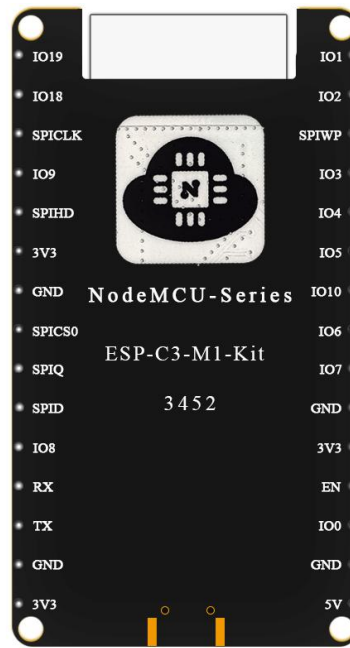 IO19 IO1
IO18 IO2
SPICLK SPIWP
IO9 IO3
SPIHD IO4
3V3 IO5
GND NodeMCU-Series IO10
SPICS0 IO6
ESP-C3-M1-Kit
SPIQ IO7
SPID 3452 GND
IO8 3V3
RX EN
TX IO0
GND GND
3V3 5V